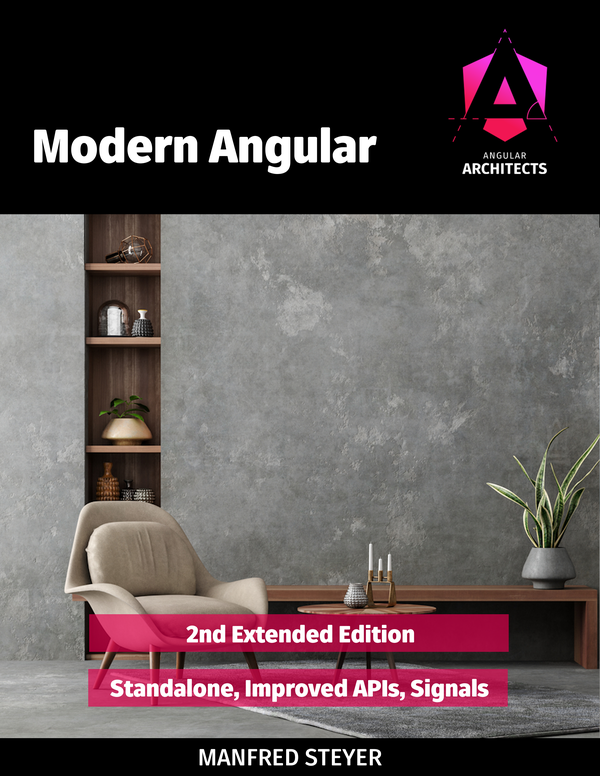 Modern Angular
ANGULAR
ARCHITECTS
2nd Extended Edition
Standalone, Improved APIs, Signals
MANFRED STEYER